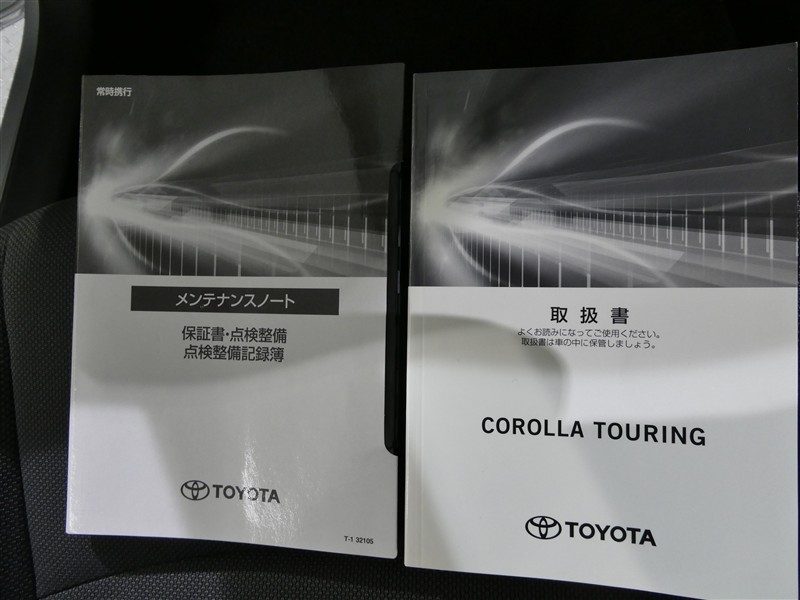 常時携行
メンテナンスノート
保証書・点検整備
点検整備記録簿
TOYOTA
T-1 32105
取扱書
よくお読みになってご使用ください。
取扱書は車の中に保管しましょう。
COROLLA TOURING
TOYOTA